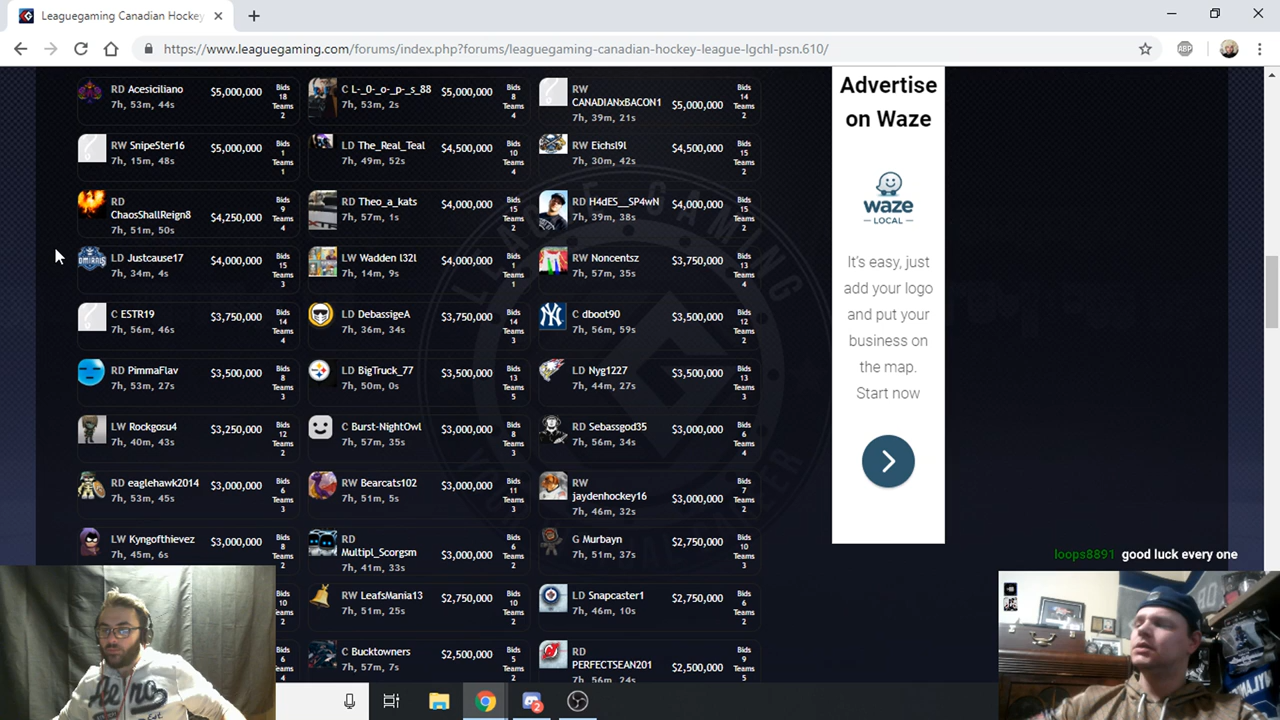 Leaguegaming Canadian Hockey
https://www.leaguegaming.com/forums/index.php?forums/leaguegaming-canadian-hockey-league-lgchl-psn.610/
ABP
RD Acesiciliano
7h, 53m, 44s
$5,000,000
Bids 18 Teams 2
C L-_0-_o-_p-_s_88
7h, 53m, 2s
$5,000,000
Bids 8 Teams 4
RW CANADIANxBACON1
7h, 39m, 21s
$5,000,000
Bids 14 Teams 2
RW SnipeSter16
7h, 15m, 48s
$5,000,000
Bids 1 Teams 1
LD The_Real_Teal
7h, 49m, 52s
$4,500,000
Bids 10 Teams 4
RW Eichsl9l
7h, 30m, 42s
$4,500,000
Bids 15 Teams 2
RD ChaosShallReign3
7h, 51m, 50s
$4,250,000
Bids 9 Teams 4
RD Theo_a_kats
7h, 57m, 1s
$4,000,000
Bids 15 Teams 2
RD H4dES__SP4wN
7h, 39m, 38s
$4,000,000
Bids 15 Teams 2
LD Justcause17
7h, 34m, 4s
$4,000,000
Bids 15 Teams 3
LW Wadden l32l
7h, 14m, 9s
$4,000,000
Bids 1 Teams 1
RW Noncentsz
7h, 57m, 35s
$3,750,000
Bids 13 Teams 4
C ESTR19
7h, 56m, 46s
$3,750,000
Bids 14 Teams 4
LD DebassigeA
7h, 36m, 34s
$3,750,000
Bids 14 Teams 3
C dboot90
7h, 56m, 59s
$3,500,000
Bids 12 Teams 2
RD PimmaFlav
7h, 53m, 27s
$3,500,000
Bids 8 Teams 3
LD BigTruck_77
7h, 50m, 0s
$3,500,000
Bids 13 Teams 5
LD Nyg1227
7h, 44m, 27s
$3,500,000
Bids 13 Teams 3
LW Rockgosu4
7h, 40m, 43s
$3,250,000
Bids 12 Teams 2
C Burst-NightOwl
7h, 57m, 35s
$3,000,000
Bids 8 Teams 3
RD Sebassgod35
7h, 56m, 34s
$3,000,000
Bids 6 Teams 4
RD eaglehawk2014
7h, 53m, 45s
$3,000,000
Bids 6 Teams 3
RW Bearcats102
7h, 51m, 5s
$3,000,000
Bids 11 Teams 3
RW jaydenhockey16
7h, 46m, 32s
$3,000,000
Bids 7 Teams 2
LW Kyngofthievez
7h, 45m, 6s
$3,000,000
Bids 8 Teams 2
RD Multipl_Scorgsm
7h, 41m, 33s
$3,000,000
Bids 6 Teams 2
G Murbayn
7h, 51m, 37s
$2,750,000
Bids 10 Teams 3
Bids 10 Teams 2
RW LeafsMania13
7h, 51m, 25s
$2,750,000
Bids 10 Teams 2
LD Snapcaster1
7h, 46m, 10s
$2,750,000
Bids 6 Teams 2
Bids 6 Teams 4
C Bucktowners
7h, 57m, 7s
$2,500,000
Bids 5 Teams 2
RD PERFECTSEAN201
7h, 56m, 24s
$2,500,000
Bids 9 Teams 5
Advertise
on Waze
waze
LOCAL
It's easy, just
add your logo
and put your
business on
the map.
Start now
loops8891 good luck every one
2